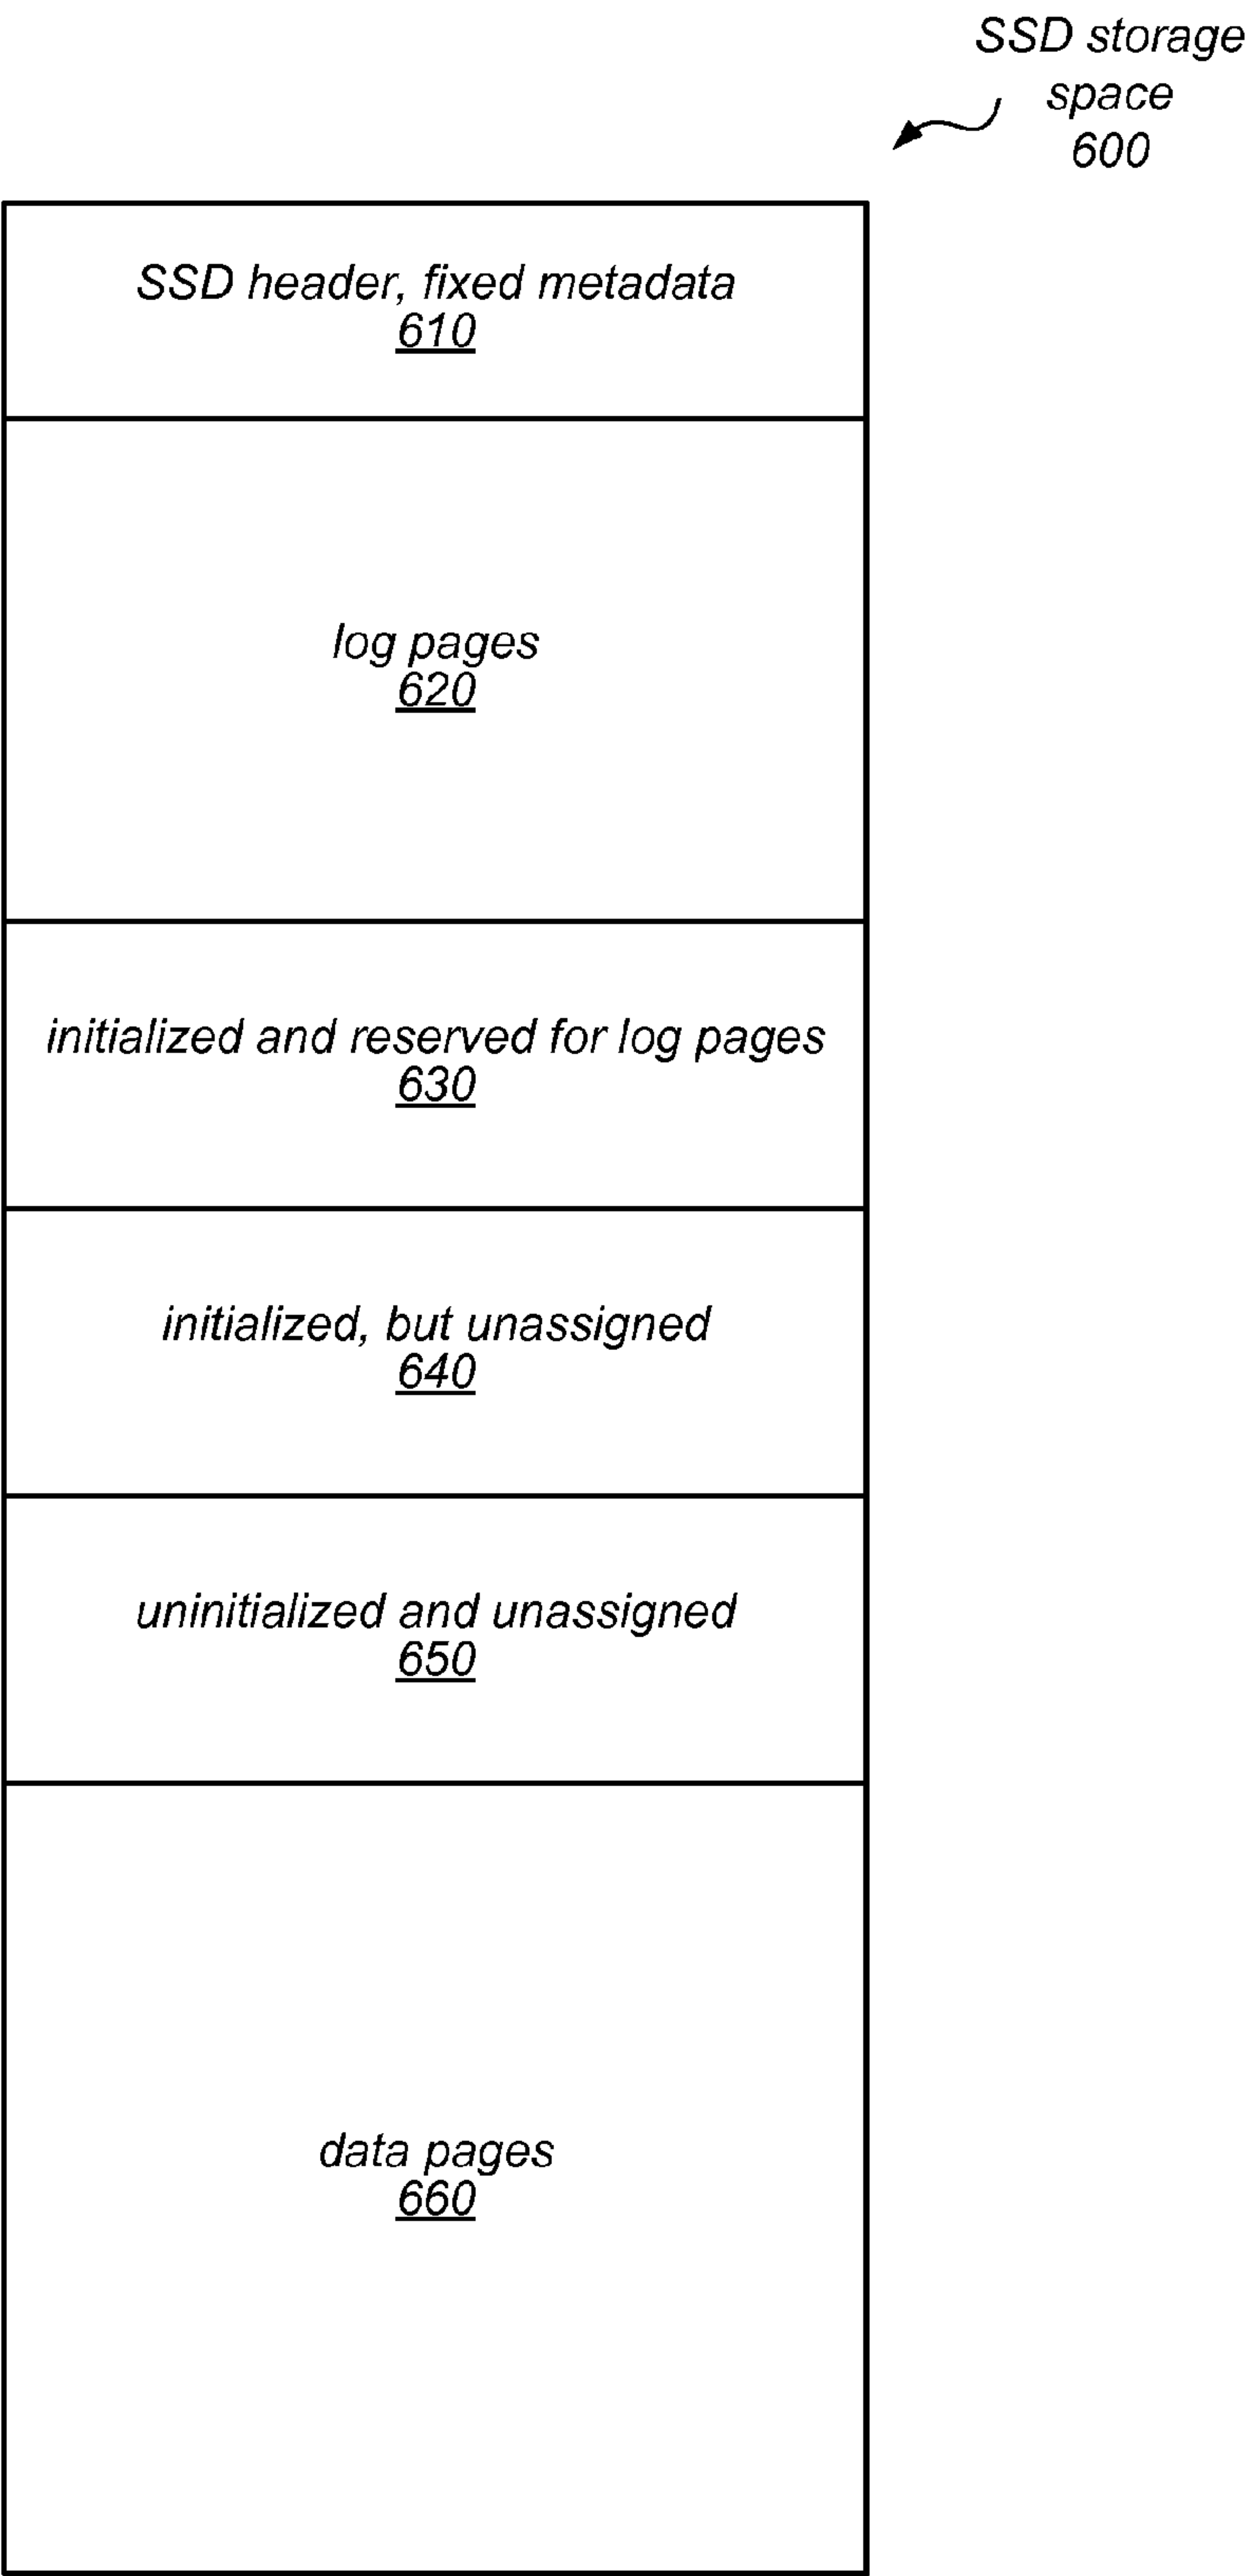 SSD storage
space
600
SSD header, fixed metadata
610
log pages
620
initialized and reserved for log pages
630
initialized, but unassigned
640
uninitialized and unassigned
650
data pages
660